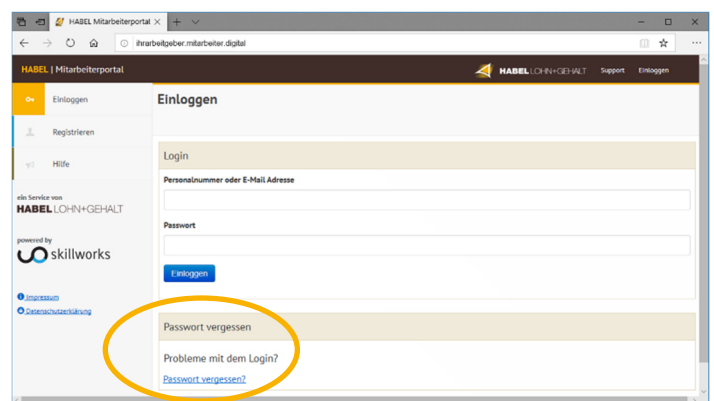 HABEL Mitarbeiterportal
ihrarbeitgeber.mitarbeiter.digital
HABEL | Mitarbeiterportal
HABEL LOHN+GEHALT Support Einloggen
Einloggen
Registrieren
Hilfe
ein Service von
HABEL LOHN+GEHALT
powered by
skillworks
Impressum
Datenschutzerklärung
Einloggen
Login
Personalnummer oder E-Mail Adresse
Passwort
Einloggen
Passwort vergessen
Probleme mit dem Login?
Passwort vergessen?